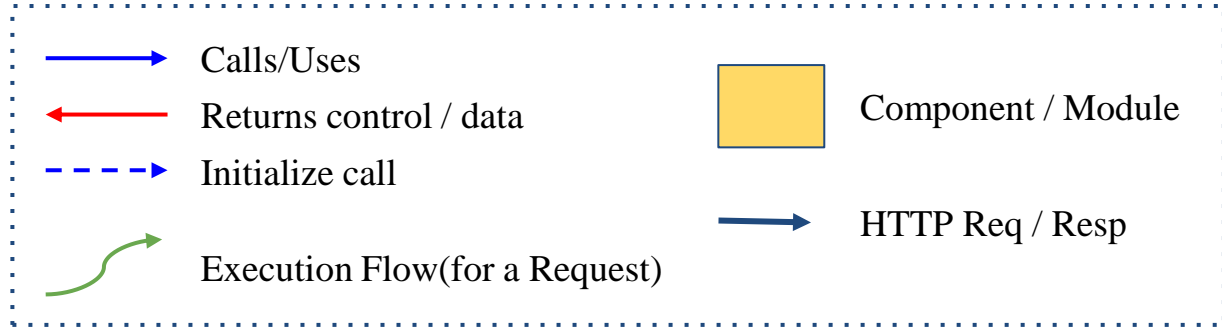 Calls/Uses
Returns control / data
Initialize call
Execution Flow(for a Request)
Component / Module
HTTP Req / Resp